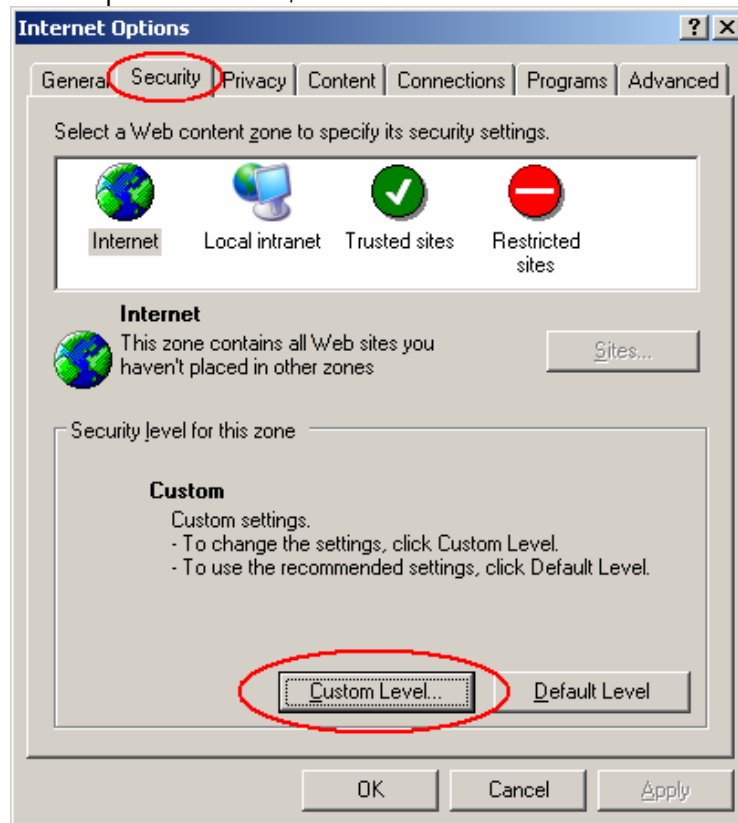 Internet Options
General Security Privacy Content Connections Programs Advanced
Select a Web content zone to specify its security settings.
Internet Local intranet Trusted sites Restricted sites
Internet
This zone contains all Web sites you
haven't placed in other zones
Sites...
Security level for this zone
Custom
Custom settings.
- To change the settings, click Custom Level.
- To use the recommended settings, click Default Level.
Custom Level... Default Level
OK Cancel Apply